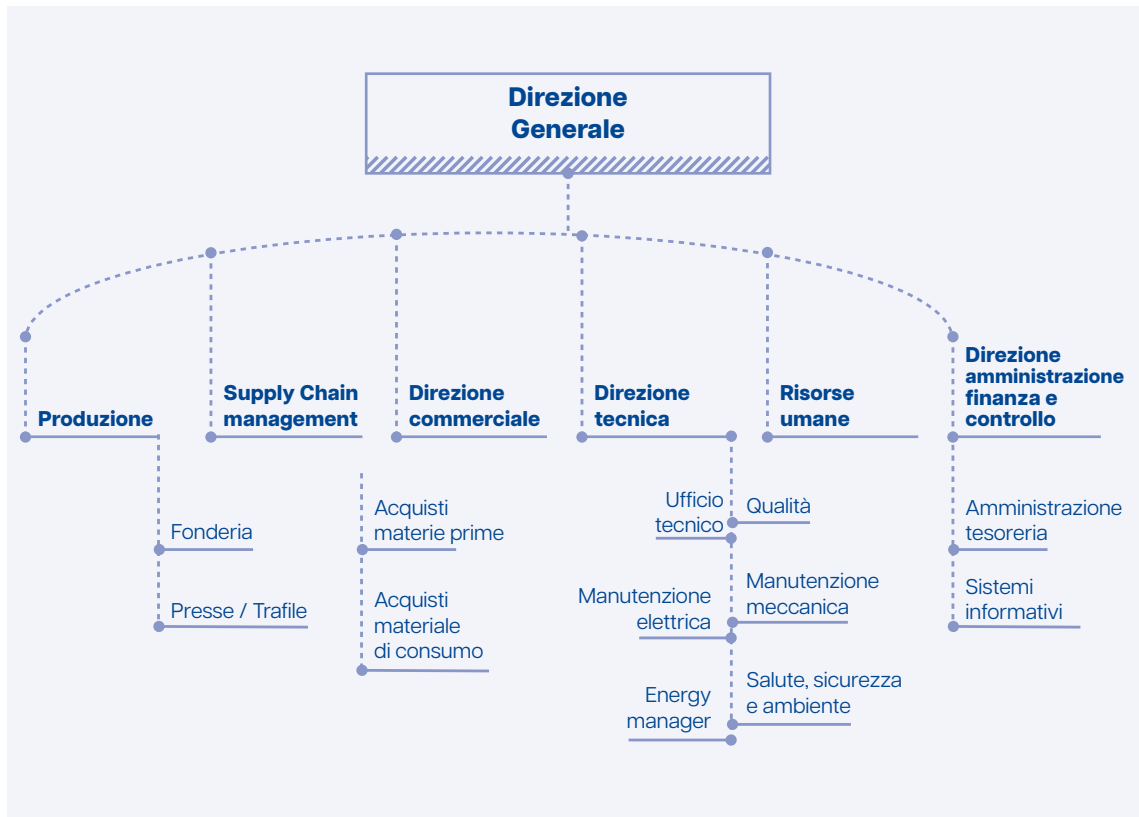 Direzione
Generale
Produzione
Supply Chain
management
Direzione
commerciale
Direzione
tecnica
Risorse
umane
Direzione
amministrazione
finanza e
controllo
Fonderia
Presse / Trafile
Acquisti
materie prime
Acquisti
materiale
di consumo
Ufficio
tecnico
Qualità
Manutenzione
elettrica
Manutenzione
meccanica
Energy
manager
Salute, sicurezza
e ambiente
Amministrazione
tesoreria
Sistemi
informativi